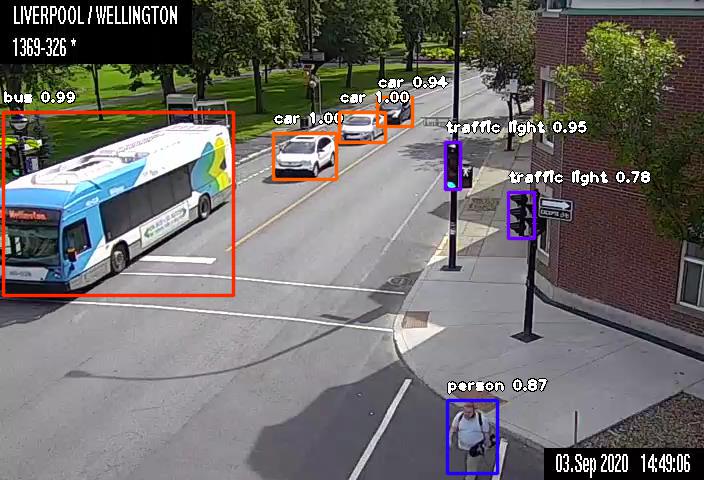 LIVERPOOL / WELLINGTON
1369-326 *
car 0.94
bus 0.99
car 1.00
car 1.00
traffic light 0.95
traffic light 0.78
Wellington
EXCEPTÉ
person 0.87
03.Sep 2020 14:49:06